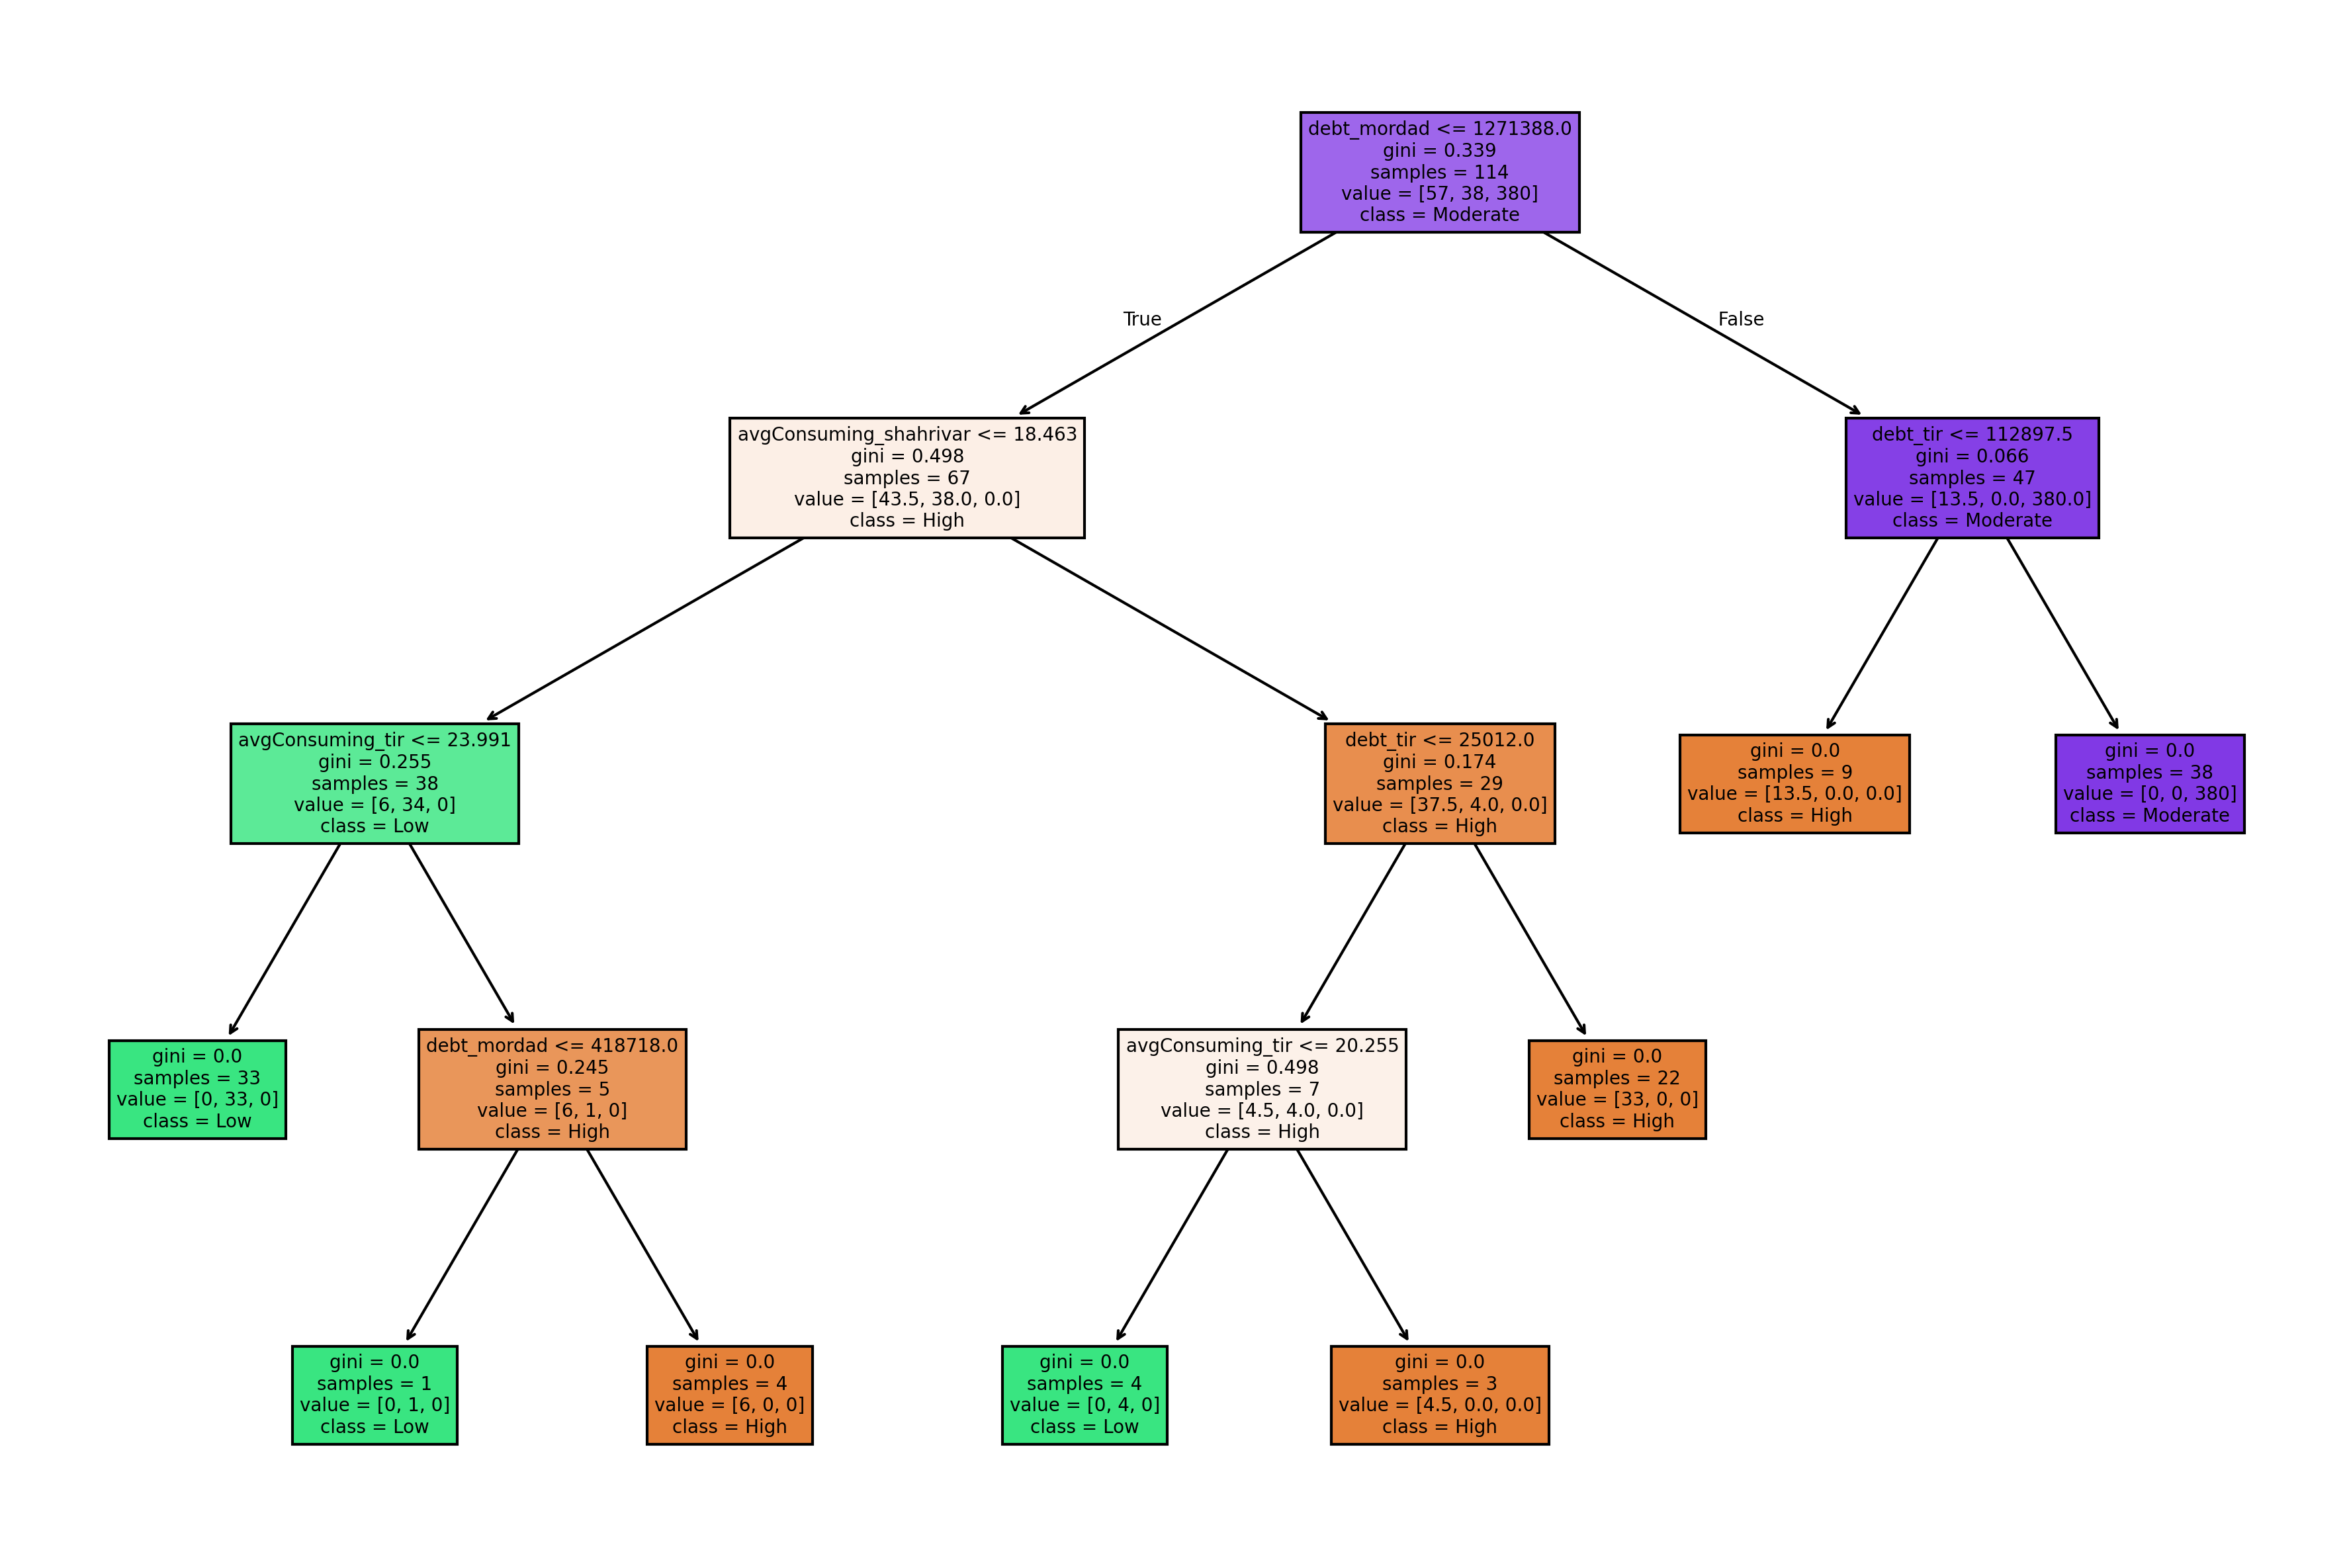 debt_mordad <= 1271388.0
gini = 0.339
samples = 114
value = [57, 38, 380]
class = Moderate
True
False
avgConsuming_shahrivar <= 18.463
gini = 0.498
samples = 67
value = [43.5, 38.0, 0.0]
class = High
debt_tir <= 112897.5
gini = 0.066
samples = 47
value = [13.5, 0.0, 380.0]
class = Moderate
avgConsuming_tir <= 23.991
gini = 0.255
samples = 38
value = [6, 34, 0]
class = Low
debt_tir <= 25012.0
gini = 0.174
samples = 29
value = [37.5, 4.0, 0.0]
class = High
gini = 0.0
samples = 9
value = [13.5, 0.0, 0.0]
class = High
gini = 0.0
samples = 38
value = [0, 0, 380]
class = Moderate
gini = 0.0
samples = 33
value = [0, 33, 0]
class = Low
debt_mordad <= 418718.0
gini = 0.245
samples = 5
value = [6, 1, 0]
class = High
avgConsuming_tir <= 20.255
gini = 0.498
samples = 7
value = [4.5, 4.0, 0.0]
class = High
gini = 0.0
samples = 22
value = [33, 0, 0]
class = High
gini = 0.0
samples = 1
value = [0, 1, 0]
class = Low
gini = 0.0
samples = 4
value = [6, 0, 0]
class = High
gini = 0.0
samples = 4
value = [0, 4, 0]
class = Low
gini = 0.0
samples = 3
value = [4.5, 0.0, 0.0]
class = High